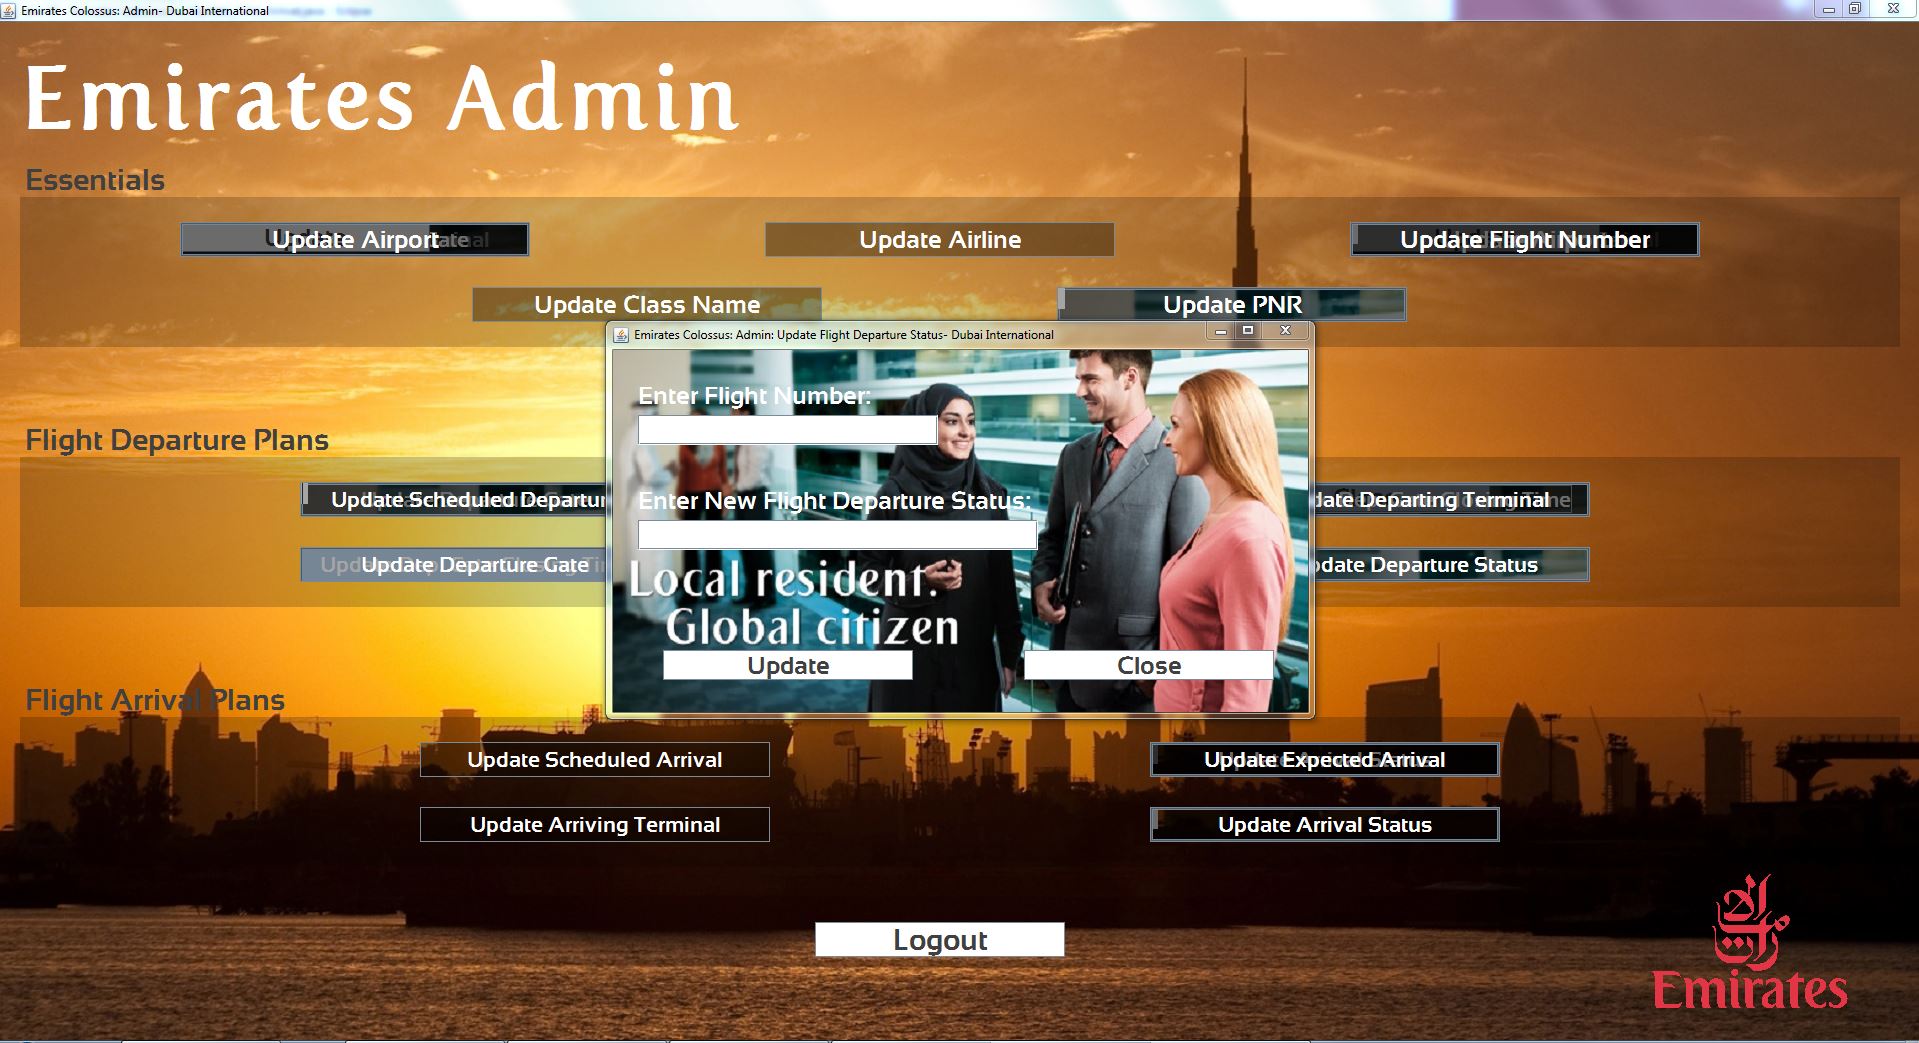 Emirates Colossus: Admin- Dubai International
Emirates Admin
Essentials
Update Airport
Update Airline
Update Flight Number
Update Class Name
Update PNR
Emirates Colossus: Admin: Update Flight Departure Status- Dubai International
Enter Flight Number:
Enter New Flight Departure Status:
Local resident.
Global citizen
Update
Close
Flight Departure Plans
Update Scheduled Departur
date Departing Terminal
Update Departure Gate
date Departure Status
Flight Arrival Plans
Update Scheduled Arrival
Update Expected Arrival
Update Arriving Terminal
Update Arrival Status
Logout
امارات
Emirates